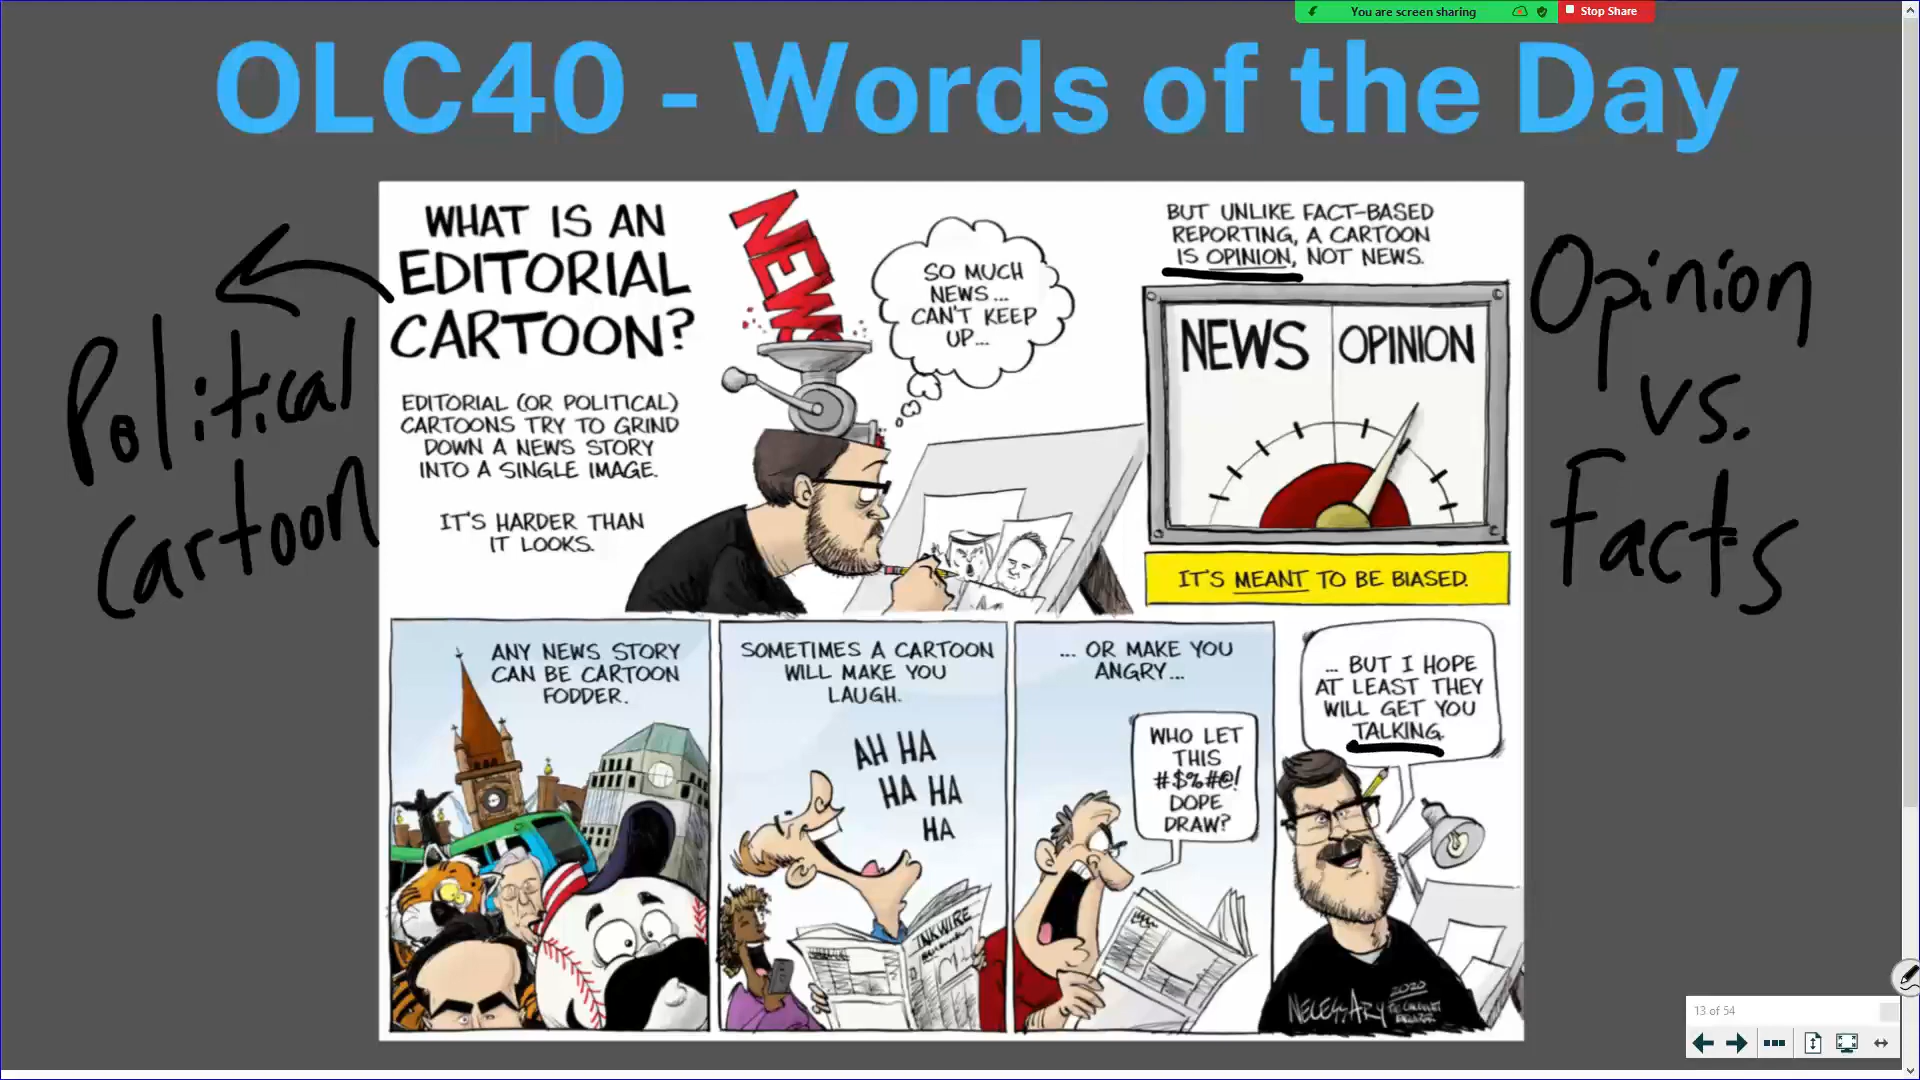 You are screen sharing
Stop Share
OLC40 - Words of the Day
Political
Cartoon
WHAT IS AN
EDITORIAL
CARTOON?
EDITORIAL (OR POLITICAL)
CARTOONS TRY TO GRIND
DOWN A NEWS STORY
INTO A SINGLE IMAGE.
IT'S HARDER THAN
IT LOOKS.
NEWS
SO MUCH
NEWS...
CAN'T KEEP
UP...
BUT UNLIKE FACT-BASED
REPORTING, A CARTOON
IS OPINION, NOT NEWS.
NEWS OPINION
IT'S MEANT TO BE BIASED.
Opinion
vs.
Facts
ANY NEWS STORY
CAN BE CARTOON
FODDER.
SOMETIMES A CARTOON
WILL MAKE YOU
LAUGH.
AH HA
HA HA
HA
INKWIRE
... OR MAKE YOU
ANGRY...
WHO LET
THIS
#$%#@!
DOPE
DRAW?
... BUT I HOPE
AT LEAST THEY
WILL GET YOU
TALKING.
NECESSARY
2020
13 of 54